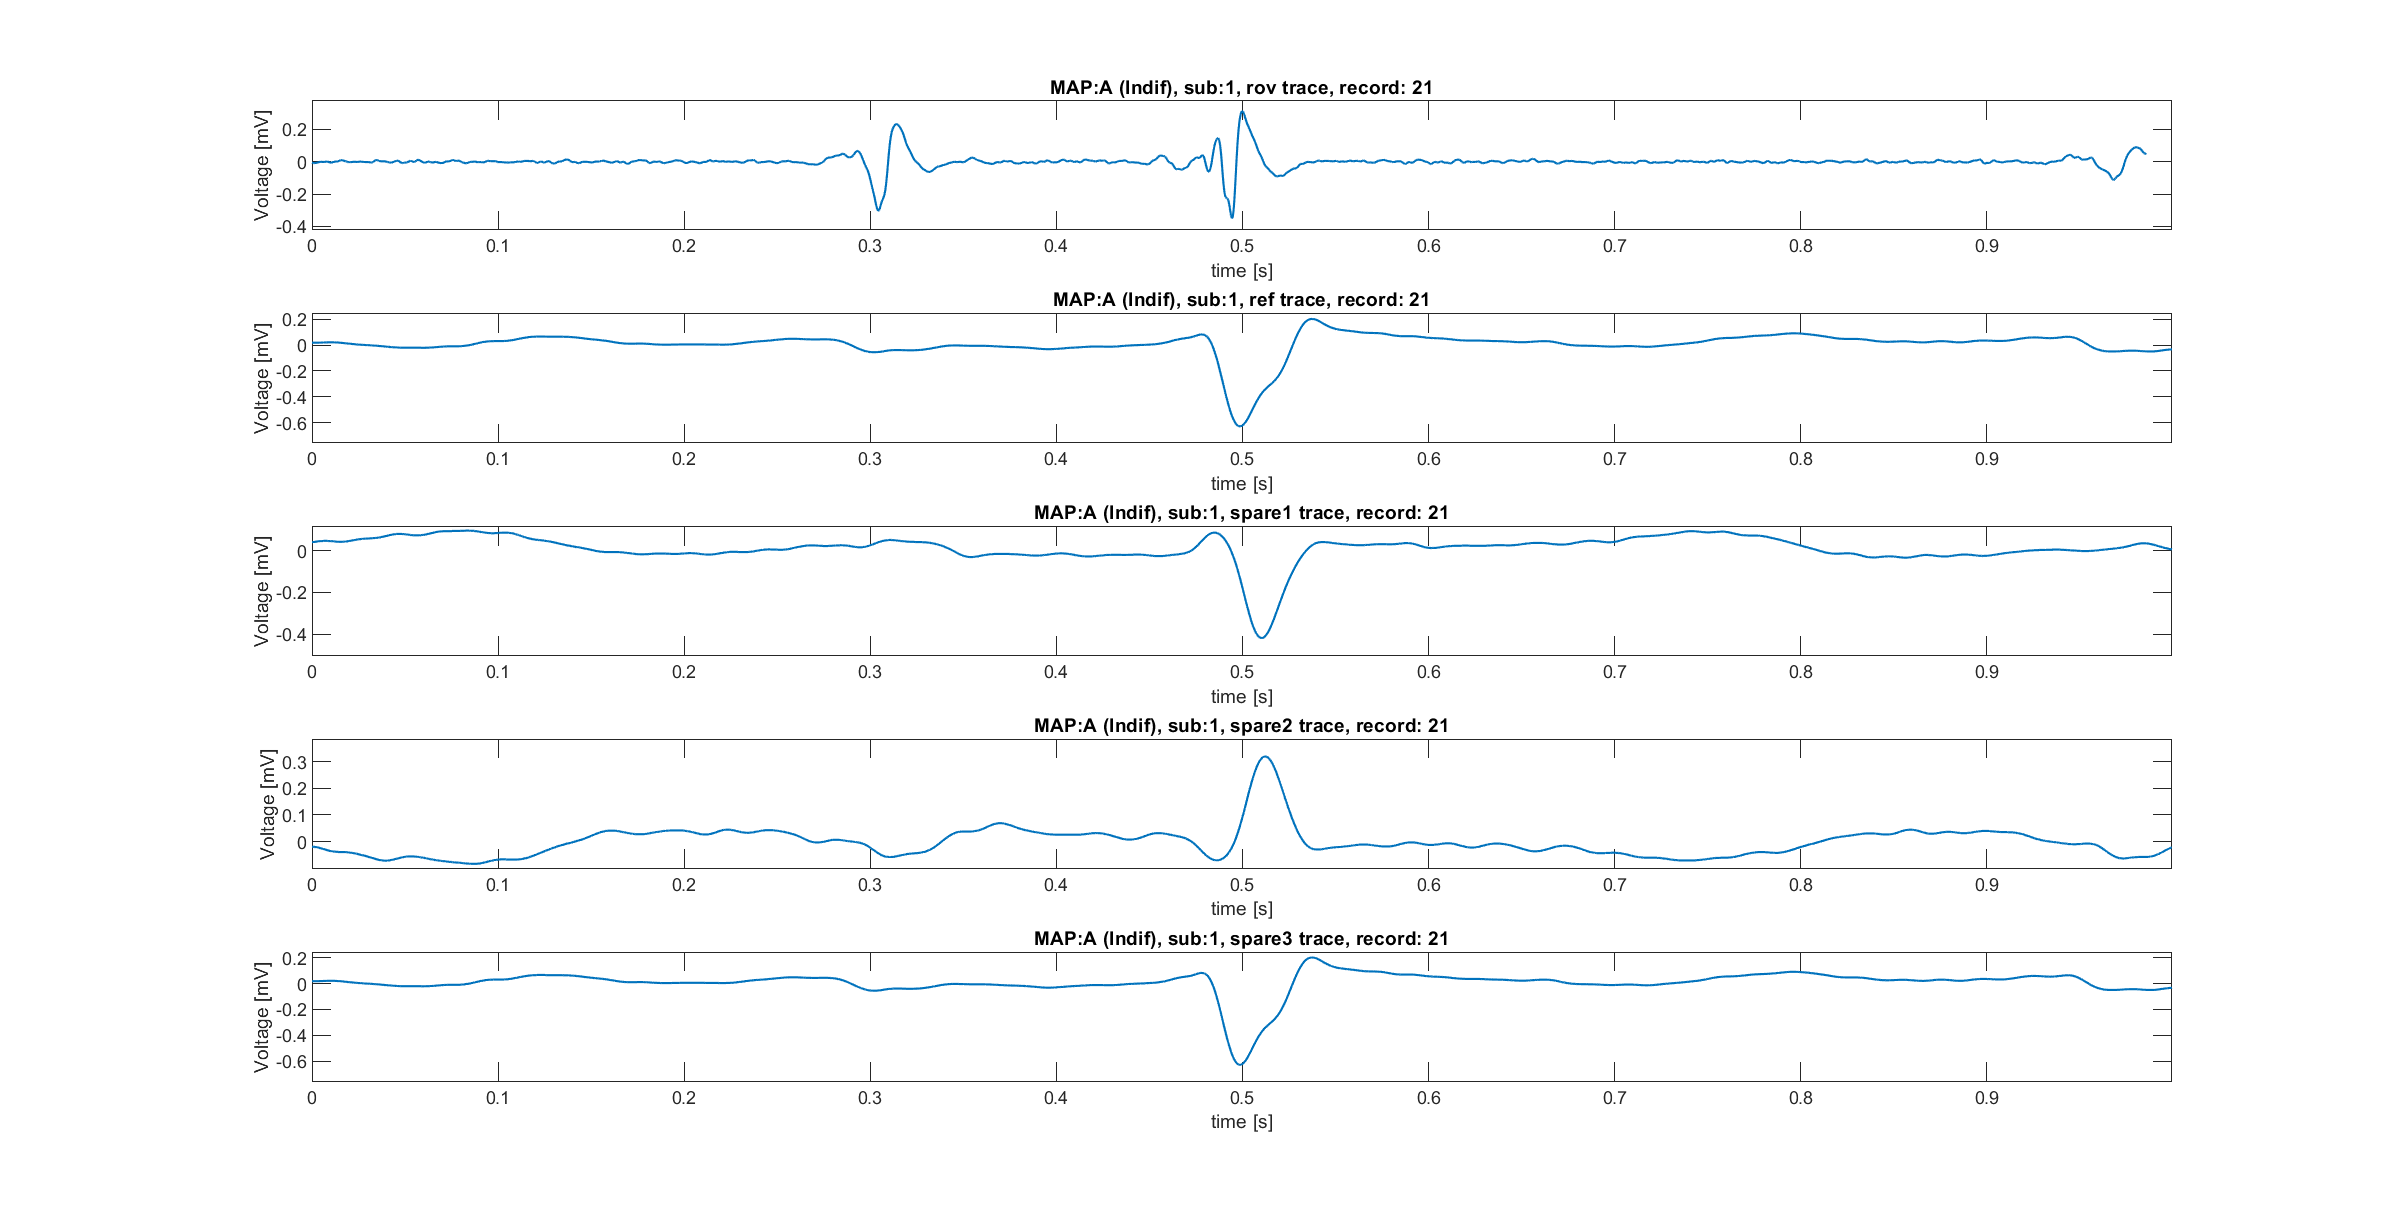 MAP:A (Indif), sub:1, rov trace, record: 21
Voltage [mV]
0.2
0
-0.2
-0.4
0 0.1 0.2 0.3 0.4 0.5 0.6 0.7 0.8 0.9
time [s]
MAP:A (Indif), sub:1, ref trace, record: 21
Voltage [mV]
0.2
0
-0.2
-0.4
-0.6
0 0.1 0.2 0.3 0.4 0.5 0.6 0.7 0.8 0.9
time [s]
MAP:A (Indif), sub:1, spare1 trace, record: 21
Voltage [mV]
0
-0.2
-0.4
0 0.1 0.2 0.3 0.4 0.5 0.6 0.7 0.8 0.9
time [s]
MAP:A (Indif), sub:1, spare2 trace, record: 21
Voltage [mV]
0.3
0.2
0.1
0
0 0.1 0.2 0.3 0.4 0.5 0.6 0.7 0.8 0.9
time [s]
MAP:A (Indif), sub:1, spare3 trace, record: 21
Voltage [mV]
0.2
0
-0.2
-0.4
-0.6
0 0.1 0.2 0.3 0.4 0.5 0.6 0.7 0.8 0.9
time [s]